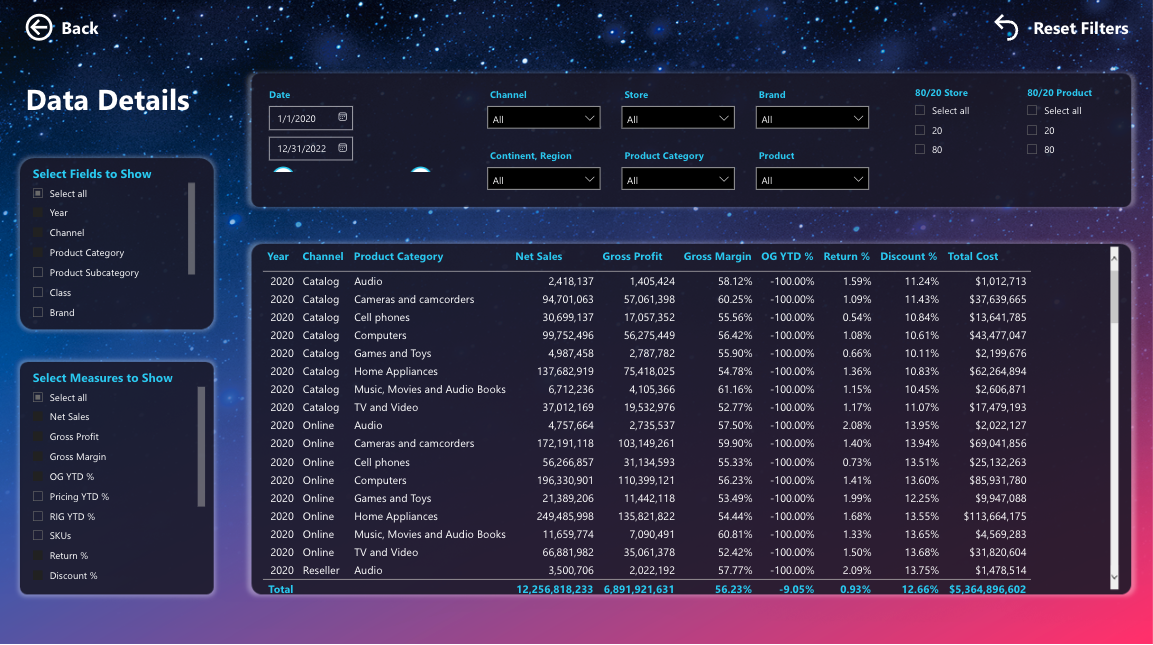 Back
Reset Filters
Data Details
Date
1/1/2020
12/31/2022
Channel
All
Store
All
Brand
All
Continent, Region
All
Product Category
All
Product
All
80/20 Store
Select all
20
80
80/20 Product
Select all
20
80
Select Fields to Show
Select all
Year
Channel
Product Category
Product Subcategory
Class
Brand
Select Measures to Show
Select all
Net Sales
Gross Profit
Gross Margin
OG YTD %
Pricing YTD %
RIG YTD %
SKUs
Return %
Discount %
Year Channel Product Category Net Sales Gross Profit Gross Margin OG YTD % Return % Discount % Total Cost
2020 Catalog Audio 2,418,137 1,405,424 58.12% -100.00% 1.59% 11.24% $1,012,713
2020 Catalog Cameras and camcorders 94,701,063 57,061,398 60.25% -100.00% 1.09% 11.43% $37,639,665
2020 Catalog Cell phones 30,699,137 17,057,352 55.56% -100.00% 0.54% 10.84% $13,641,785
2020 Catalog Computers 99,752,496 56,275,449 56.42% -100.00% 1.08% 10.61% $43,477,047
2020 Catalog Games and Toys 4,987,458 2,787,782 55.90% -100.00% 0.66% 10.11% $2,199,676
2020 Catalog Home Appliances 137,682,919 75,418,025 54.78% -100.00% 1.36% 10.83% $62,264,894
2020 Catalog Music, Movies and Audio Books 6,712,236 4,105,366 61.16% -100.00% 1.15% 10.45% $2,606,871
2020 Catalog TV and Video 37,012,169 19,532,976 52.77% -100.00% 1.17% 11.07% $17,479,193
2020 Online Audio 4,757,664 2,735,537 57.50% -100.00% 2.08% 13.95% $2,022,127
2020 Online Cameras and camcorders 172,191,118 103,149,261 59.90% -100.00% 1.40% 13.94% $69,041,856
2020 Online Cell phones 56,266,857 31,134,593 55.33% -100.00% 0.73% 13.51% $25,132,263
2020 Online Computers 196,330,901 110,399,121 56.23% -100.00% 1.41% 13.60% $85,931,780
2020 Online Games and Toys 21,389,206 11,442,118 53.49% -100.00% 1.99% 12.25% $9,947,088
2020 Online Home Appliances 249,485,998 135,821,822 54.44% -100.00% 1.68% 13.55% $113,664,175
2020 Online Music, Movies and Audio Books 11,659,774 7,090,491 60.81% -100.00% 1.33% 13.65% $4,569,283
2020 Online TV and Video 66,881,982 35,061,378 52.42% -100.00% 1.50% 13.68% $31,820,604
2020 Reseller Audio 3,500,706 2,022,192 57.77% -100.00% 2.09% 13.75% $1,478,514
Total 12,256,818,233 6,891,921,631 56.23% -9.05% 0.93% 12.66% $5,364,896,602